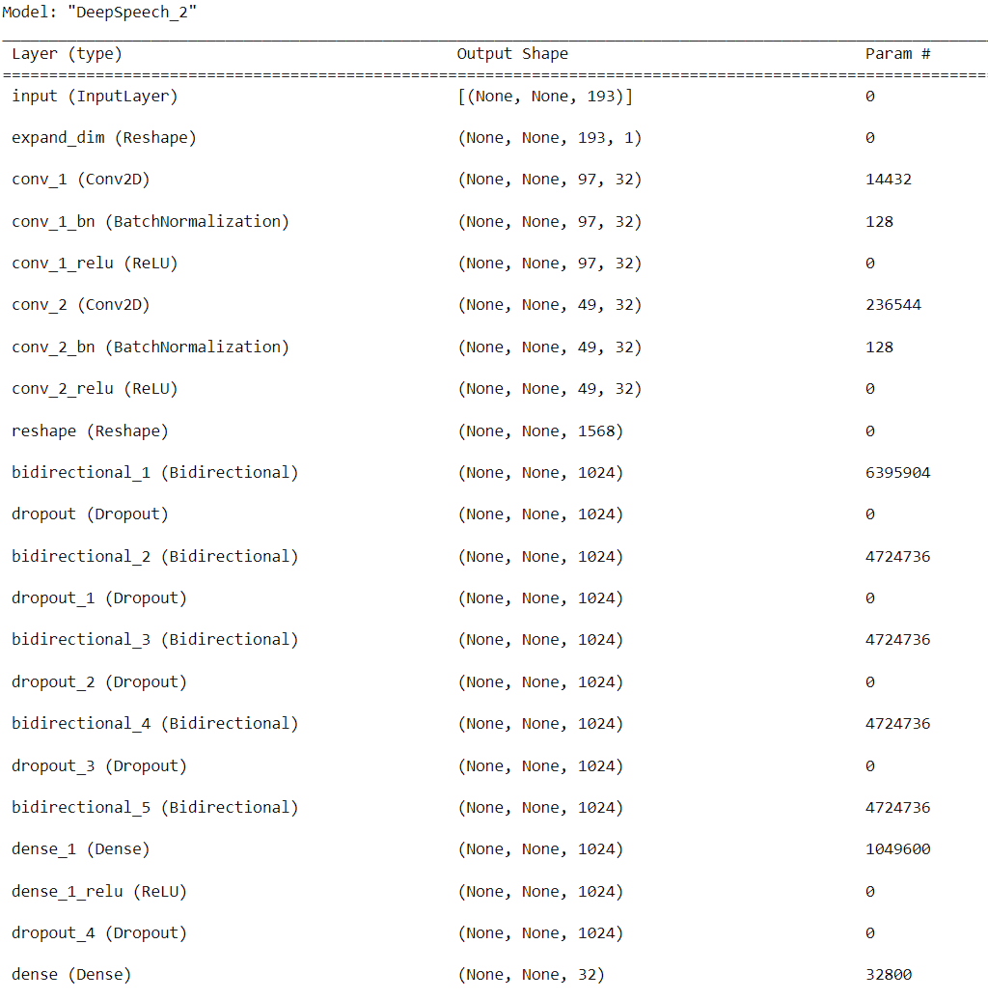 Model: "DeepSpeech_2"
Layer (type) Output Shape Param #
input (InputLayer) [(None, None, 193)] 0
expand_dim (Reshape) (None, None, 193, 1) 0
conv_1 (Conv2D) (None, None, 97, 32) 14432
conv_1_bn (BatchNormalization) (None, None, 97, 32) 128
conv_1_relu (ReLU) (None, None, 97, 32) 0
conv_2 (Conv2D) (None, None, 49, 32) 236544
conv_2_bn (BatchNormalization) (None, None, 49, 32) 128
conv_2_relu (ReLU) (None, None, 49, 32) 0
reshape (Reshape) (None, None, 1568) 0
bidirectional_1 (Bidirectional) (None, None, 1024) 6395904
dropout (Dropout) (None, None, 1024) 0
bidirectional_2 (Bidirectional) (None, None, 1024) 4724736
dropout_1 (Dropout) (None, None, 1024) 0
bidirectional_3 (Bidirectional) (None, None, 1024) 4724736
dropout_2 (Dropout) (None, None, 1024) 0
bidirectional_4 (Bidirectional) (None, None, 1024) 4724736
dropout_3 (Dropout) (None, None, 1024) 0
bidirectional_5 (Bidirectional) (None, None, 1024) 4724736
dense_1 (Dense) (None, None, 1024) 1049600
dense_1_relu (ReLU) (None, None, 1024) 0
dropout_4 (Dropout) (None, None, 1024) 0
dense (Dense) (None, None, 32) 32800